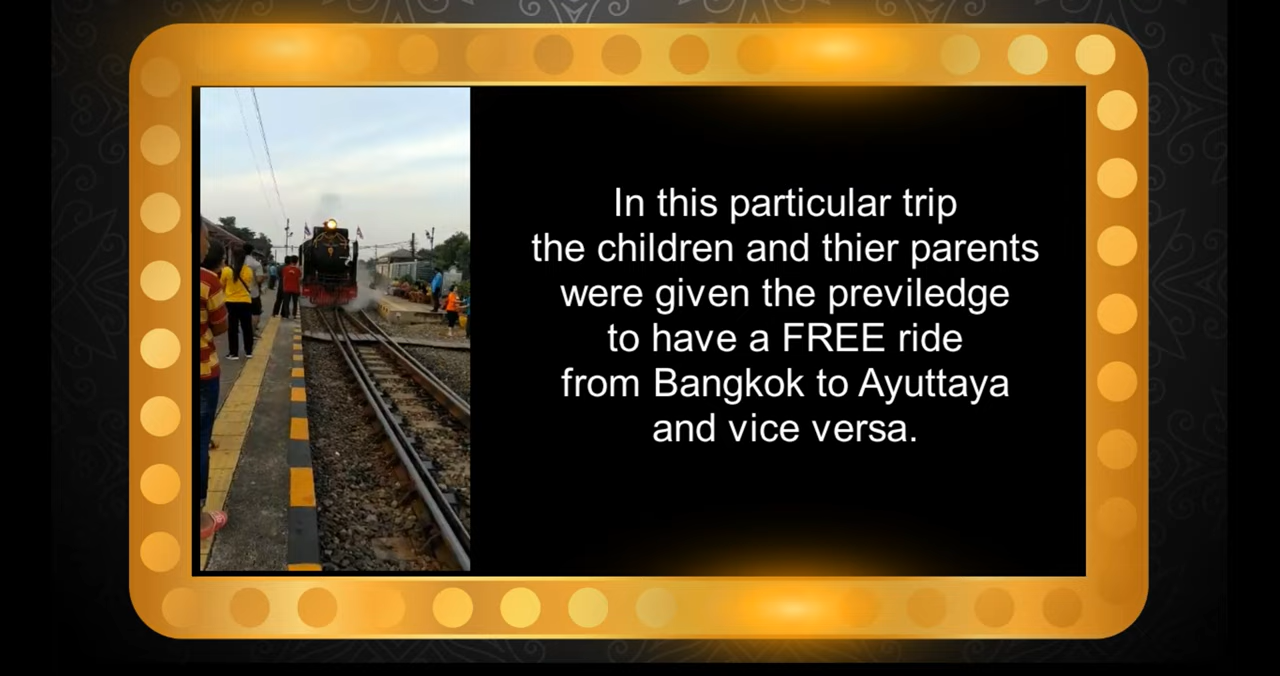 In this particular trip
the children and thier parents
were given the previledge
to have a FREE ride
from Bangkok to Ayuttaya
and vice versa.